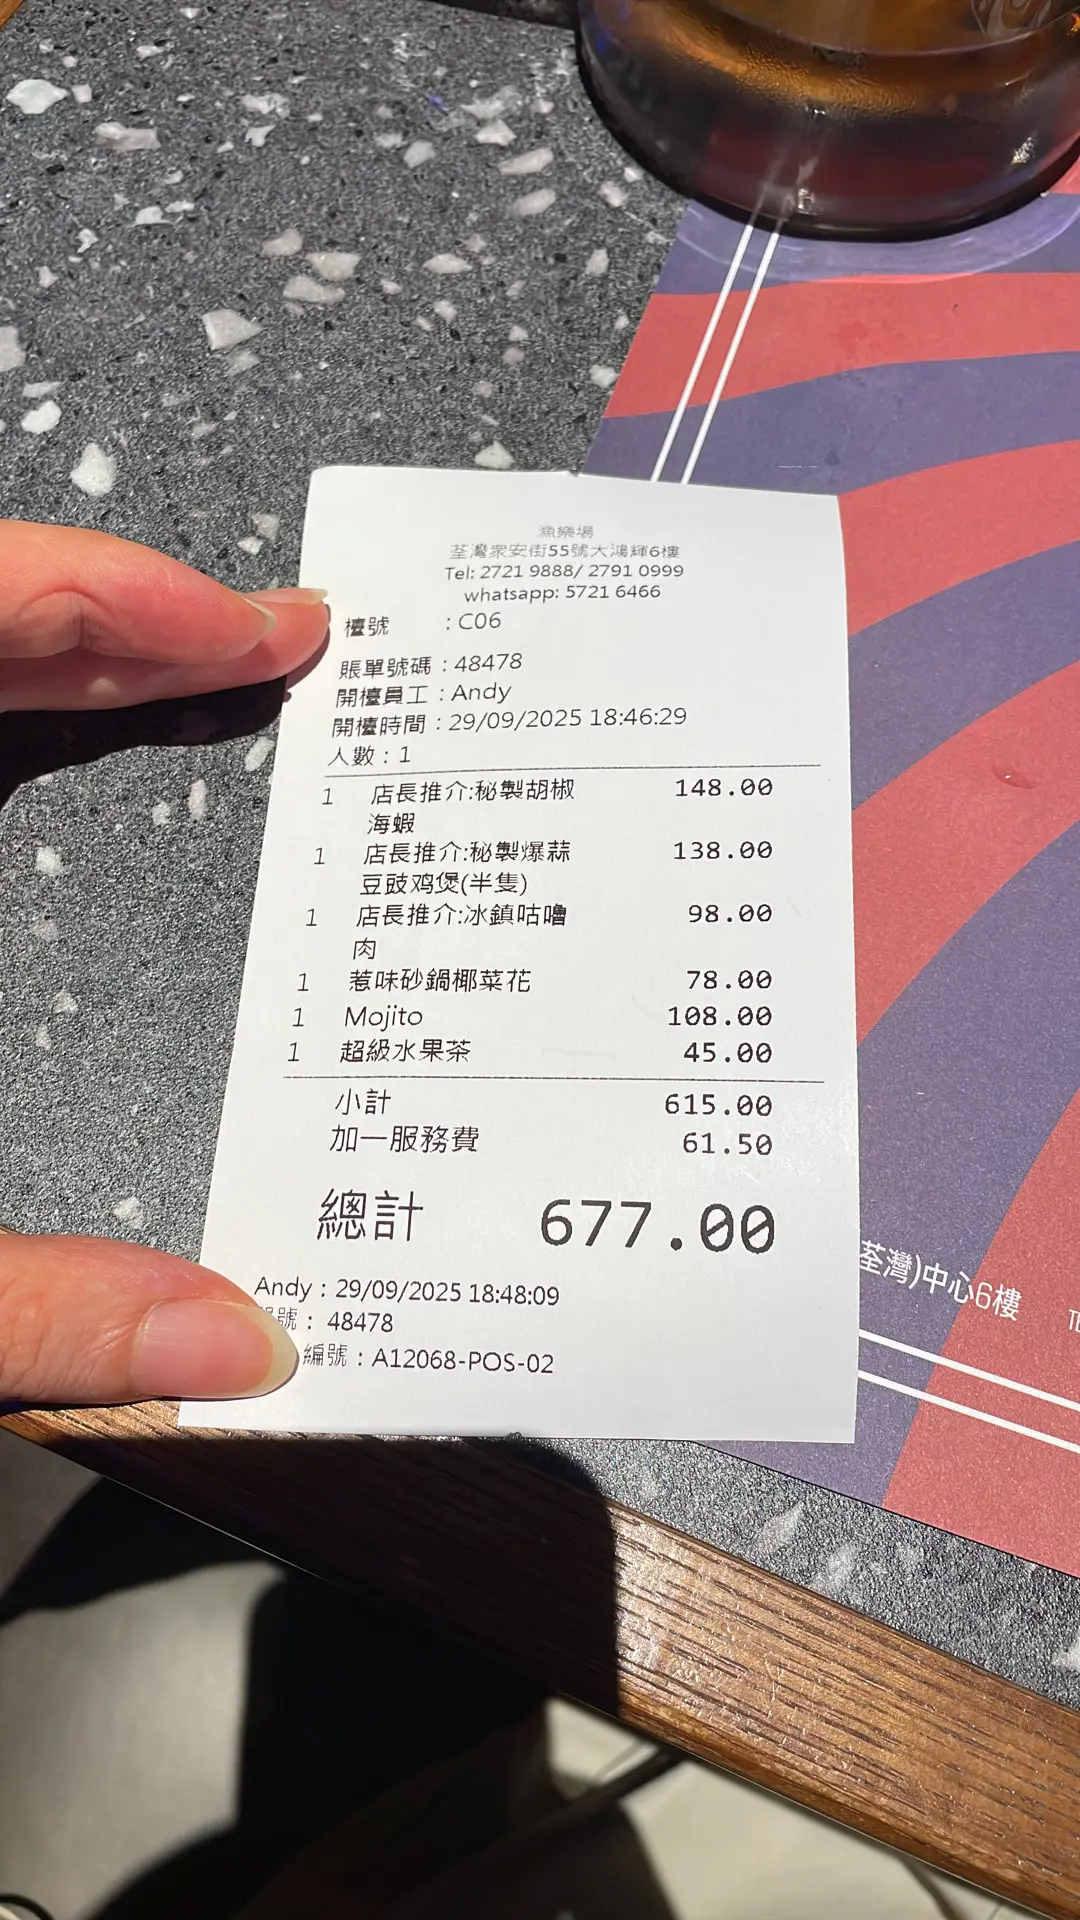 漁樂場
荃灣眾安街55號大鴻輝6樓
Tel: 2721 9888/ 2791 0999
whatsapp: 5721 6466
檯號 : C06
賬單號碼 : 48478
開檯員工 : Andy
開檯時間 : 29/09/2025 18:46:29
人數 : 1
1 店長推介:秘製胡椒 148.00
海蝦
1 店長推介:秘製爆蒜 138.00
豆豉鸡煲(半隻)
1 店長推介:冰鎮咕嚕 98.00
肉
1 惹味砂鍋椰菜花 78.00
1 Mojito 108.00
1 超級水果茶 45.00
小計 615.00
加一服務費 61.50
總計 677.00
Andy : 29/09/2025 18:48:09
號 : 48478
編號 : A12068-POS-02
荃灣)中心6樓